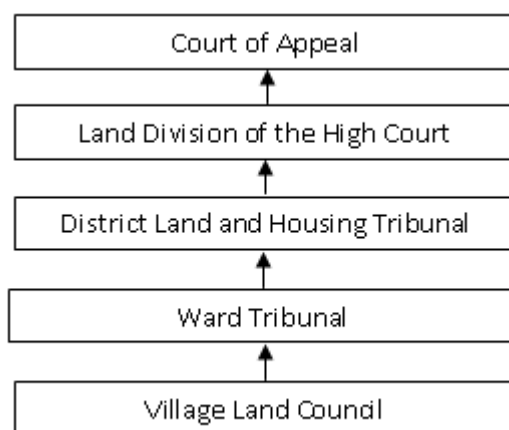 Court of Appeal
Land Division of the High Court
District Land and Housing Tribunal
Ward Tribunal
Village Land Council